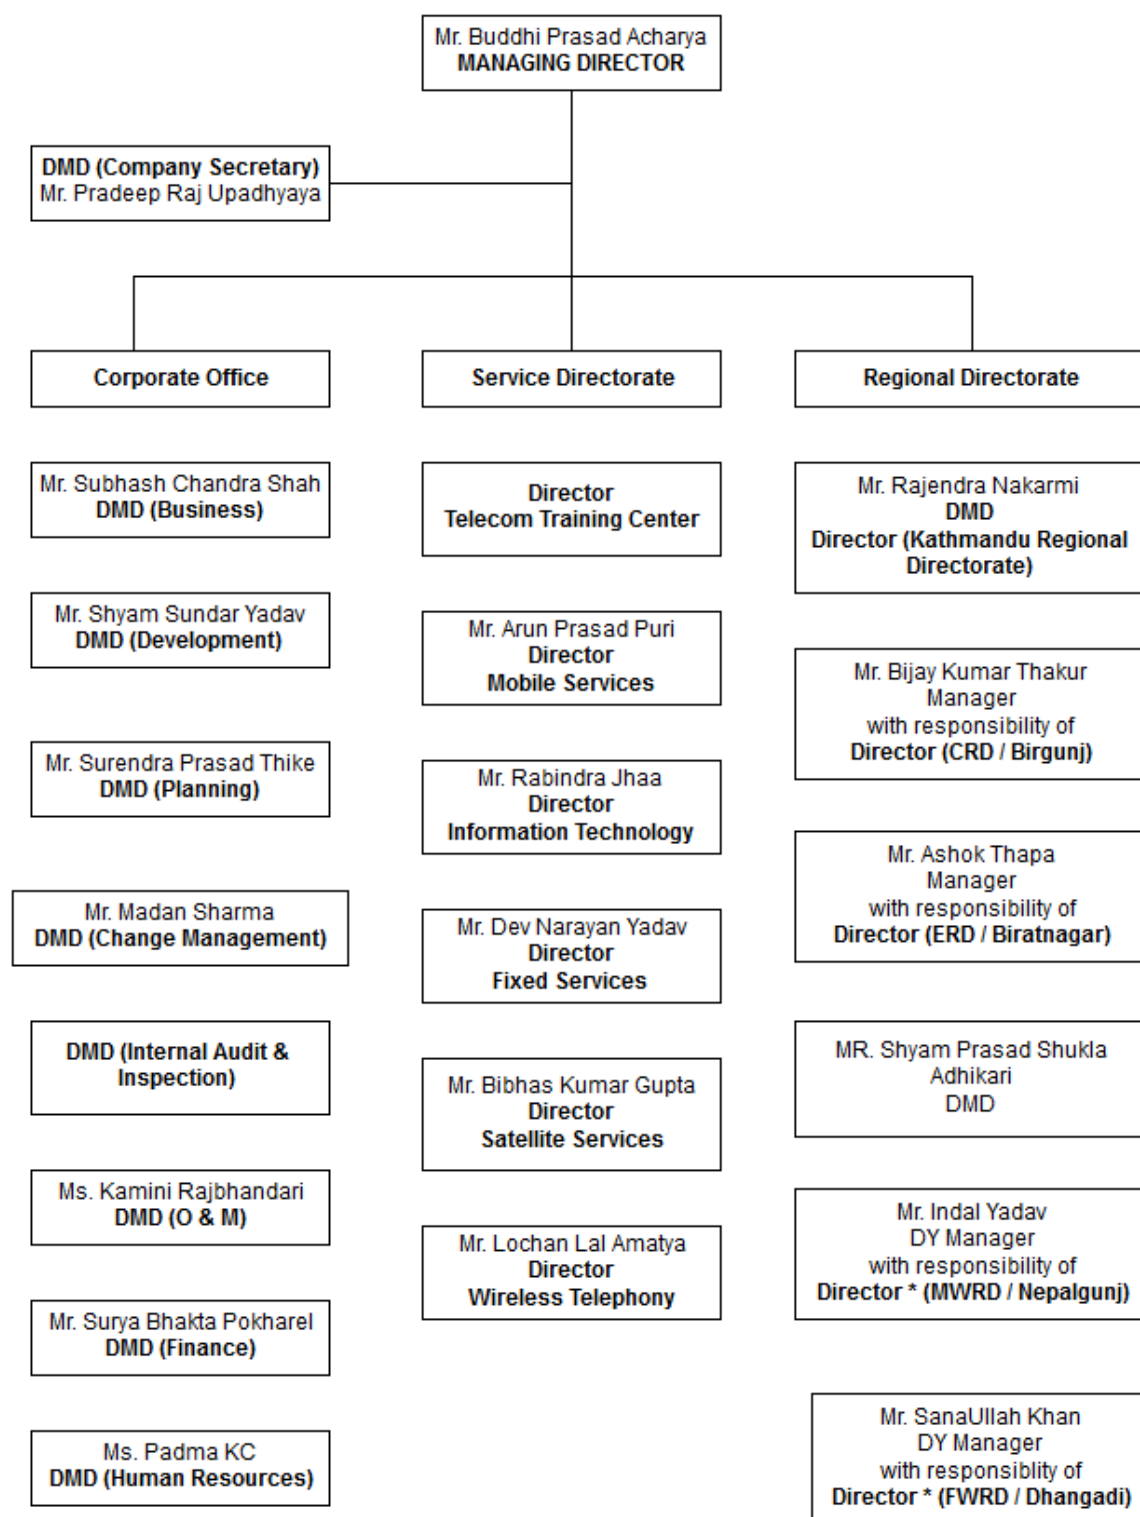 Mr. Buddhi Prasad Acharya
MANAGING DIRECTOR
DMD (Company Secretary)
Mr. Pradeep Raj Upadhyaya
Corporate Office
Mr. Subhash Chandra Shah
DMD (Business)
Mr. Shyam Sundar Yadav
DMD (Development)
Mr. Surendra Prasad Thike
DMD (Planning)
Mr. Madan Sharma
DMD (Change Management)
DMD (Internal Audit &
Inspection)
Ms. Kamini Rajbhandari
DMD (O & M)
Mr. Surya Bhakta Pokharel
DMD (Finance)
Ms. Padma KC
DMD (Human Resources)
Service Directorate
Director
Telecom Training Center
Mr. Arun Prasad Puri
Director
Mobile Services
Mr. Rabindra Jhaa
Director
Information Technology
Mr. Dev Narayan Yadav
Director
Fixed Services
Mr. Bibhas Kumar Gupta
Director
Satellite Services
Mr. Lochan Lal Amatya
Director
Wireless Telephony
Regional Directorate
Mr. Rajendra Nakarmi
DMD
Director (Kathmandu Regional
Directorate)
Mr. Bijay Kumar Thakur
Manager
with responsibility of
Director (CRD / Birgunj)
Mr. Ashok Thapa
Manager
with responsibility of
Director (ERD / Biratnagar)
MR. Shyam Prasad Shukla
Adhikari
DMD
Mr. Indal Yadav
DY Manager
with responsibility of
Director * (MWRD / Nepalgunj)
Mr. SanaUllah Khan
DY Manager
with responsiblity of
Director * (FWRD / Dhangadi)